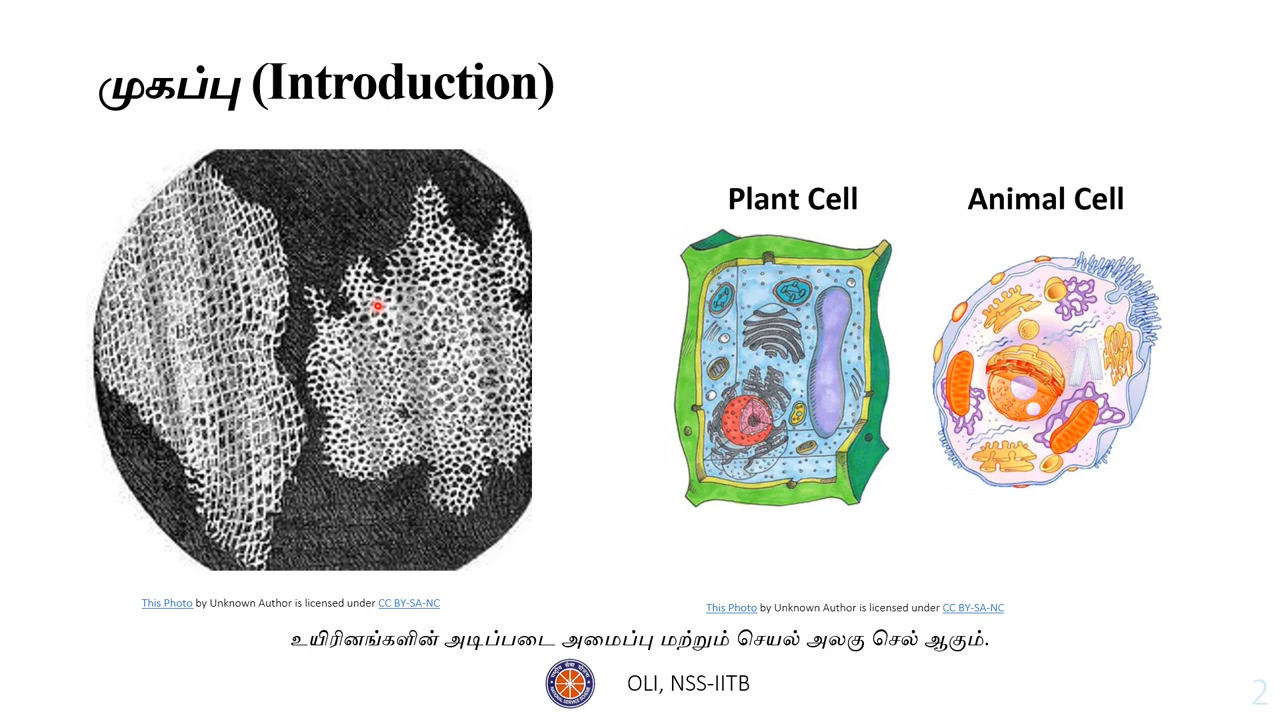 முகப்பு (Introduction)
Plant Cell
Animal Cell
This Photo by Unknown Author is licensed under CC BY-SA-NC
This Photo by Unknown Author is licensed under CC BY-SA-NC
உயிரினங்களின் அடிப்படை அமைப்பு மற்றும் செயல் அலகு செல் ஆகும்.
OLI, NSS-IITB
2